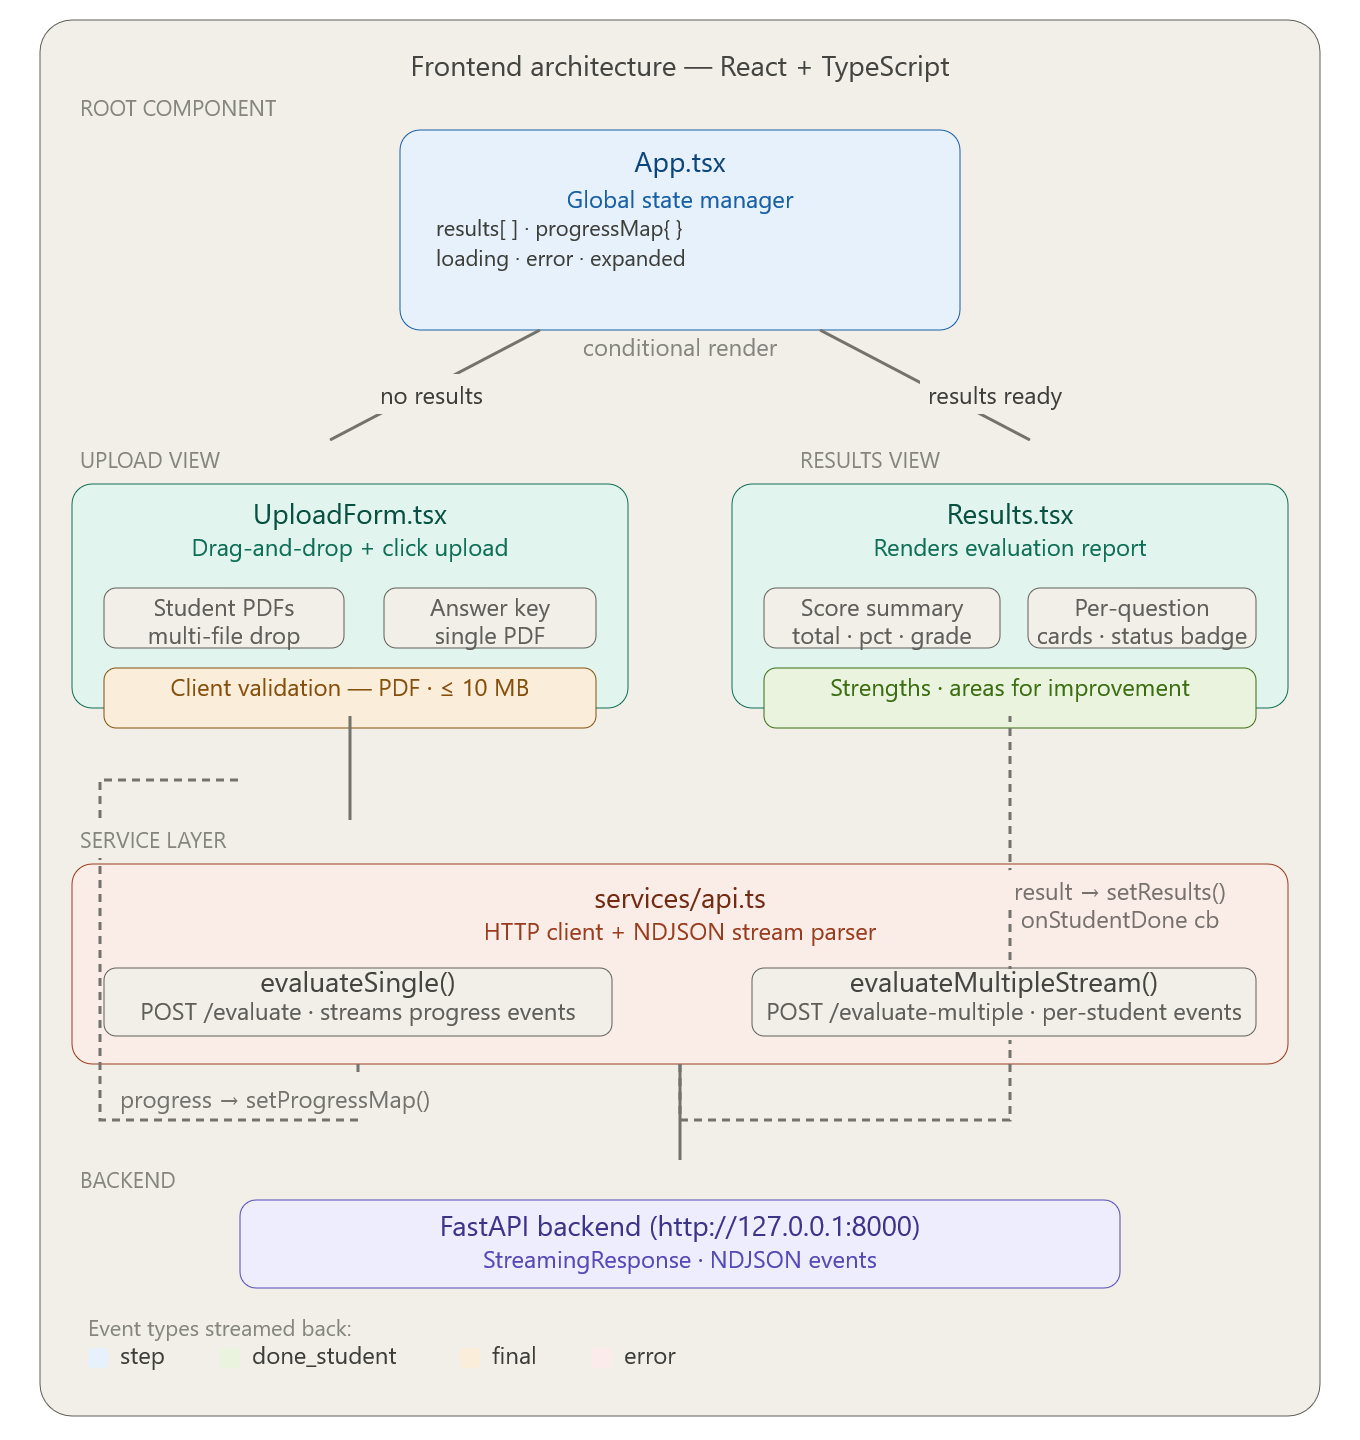 Frontend architecture — React + TypeScript
ROOT COMPONENT
App.tsx
Global state manager
results[ ] · progressMap{ }
loading · error · expanded
conditional render
no results
results ready
UPLOAD VIEW
RESULTS VIEW
UploadForm.tsx
Drag-and-drop + click upload
Student PDFs
multi-file drop
Answer key
single PDF
Client validation — PDF · ≤ 10 MB
Results.tsx
Renders evaluation report
Score summary
total · pct · grade
Per-question
cards · status badge
Strengths · areas for improvement
SERVICE LAYER
services/api.ts
HTTP client + NDJSON stream parser
result → setResults()
onStudentDone cb
evaluateSingle()
POST /evaluate · streams progress events
evaluateMultipleStream()
POST /evaluate-multiple · per-student events
progress → setProgressMap()
BACKEND
FastAPI backend (http://127.0.0.1:8000)
StreamingResponse · NDJSON events
Event types streamed back:
step
done_student
final
error